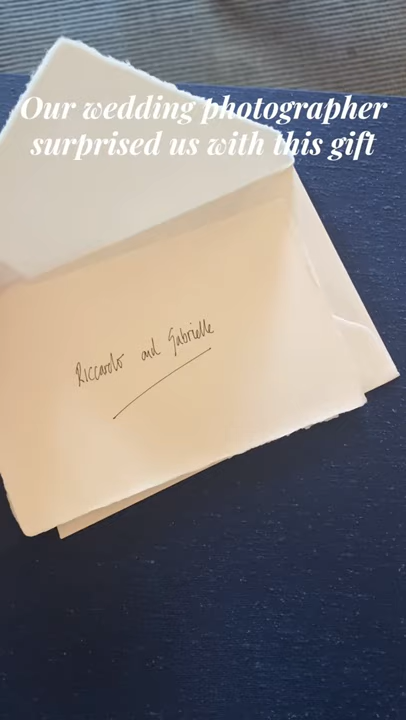 Our wedding photographer
surprised us with this gift
Riccardo and Gabrielle